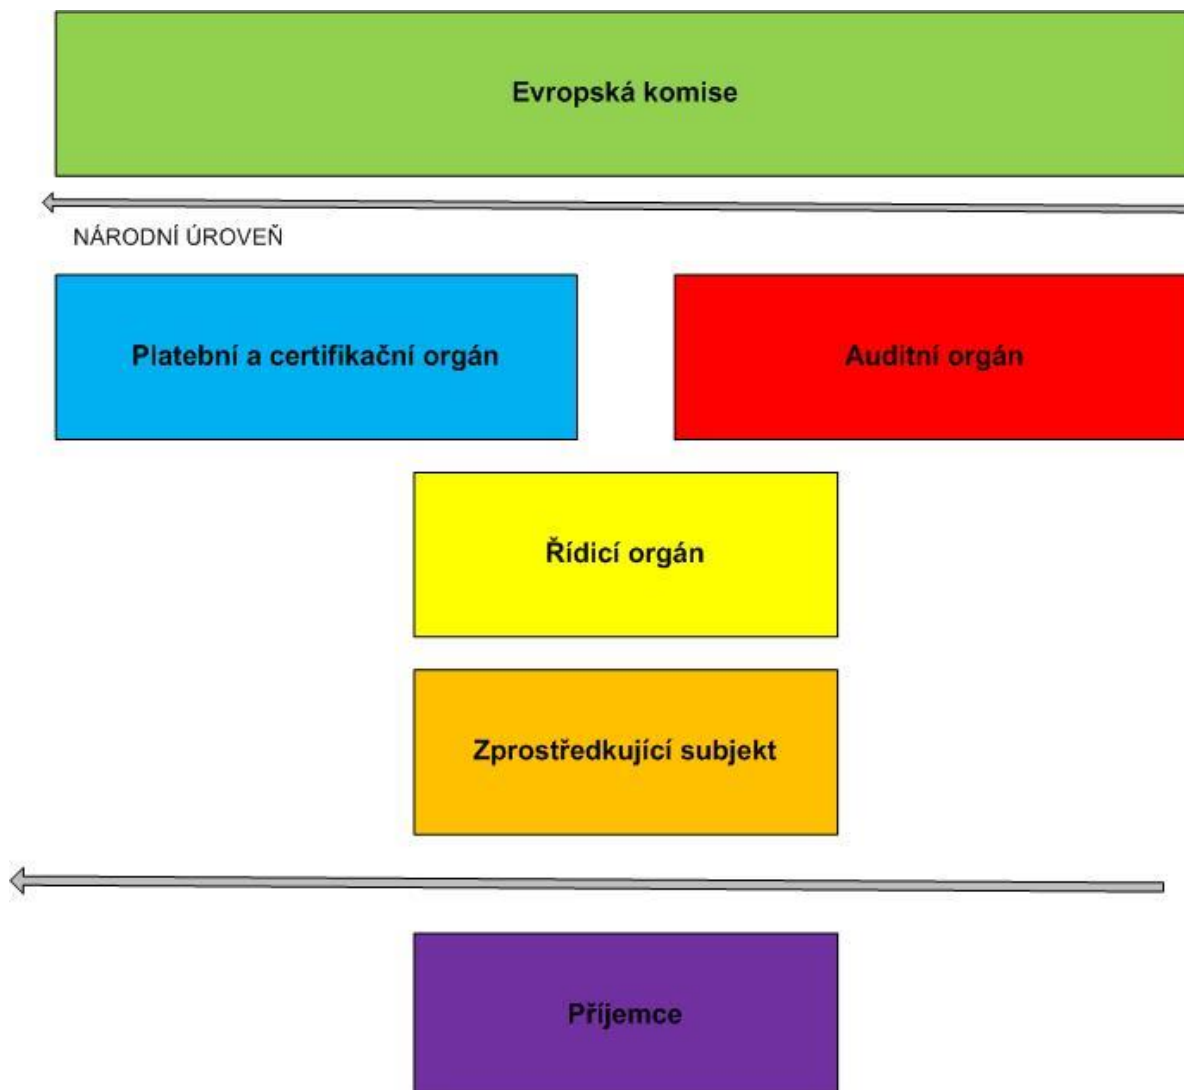 Evropská komise
NÁRODNÍ ÚROVEŇ
Platební a certifikační orgán
Auditní orgán
Řídicí orgán
Zprostředkující subjekt
Příjemce